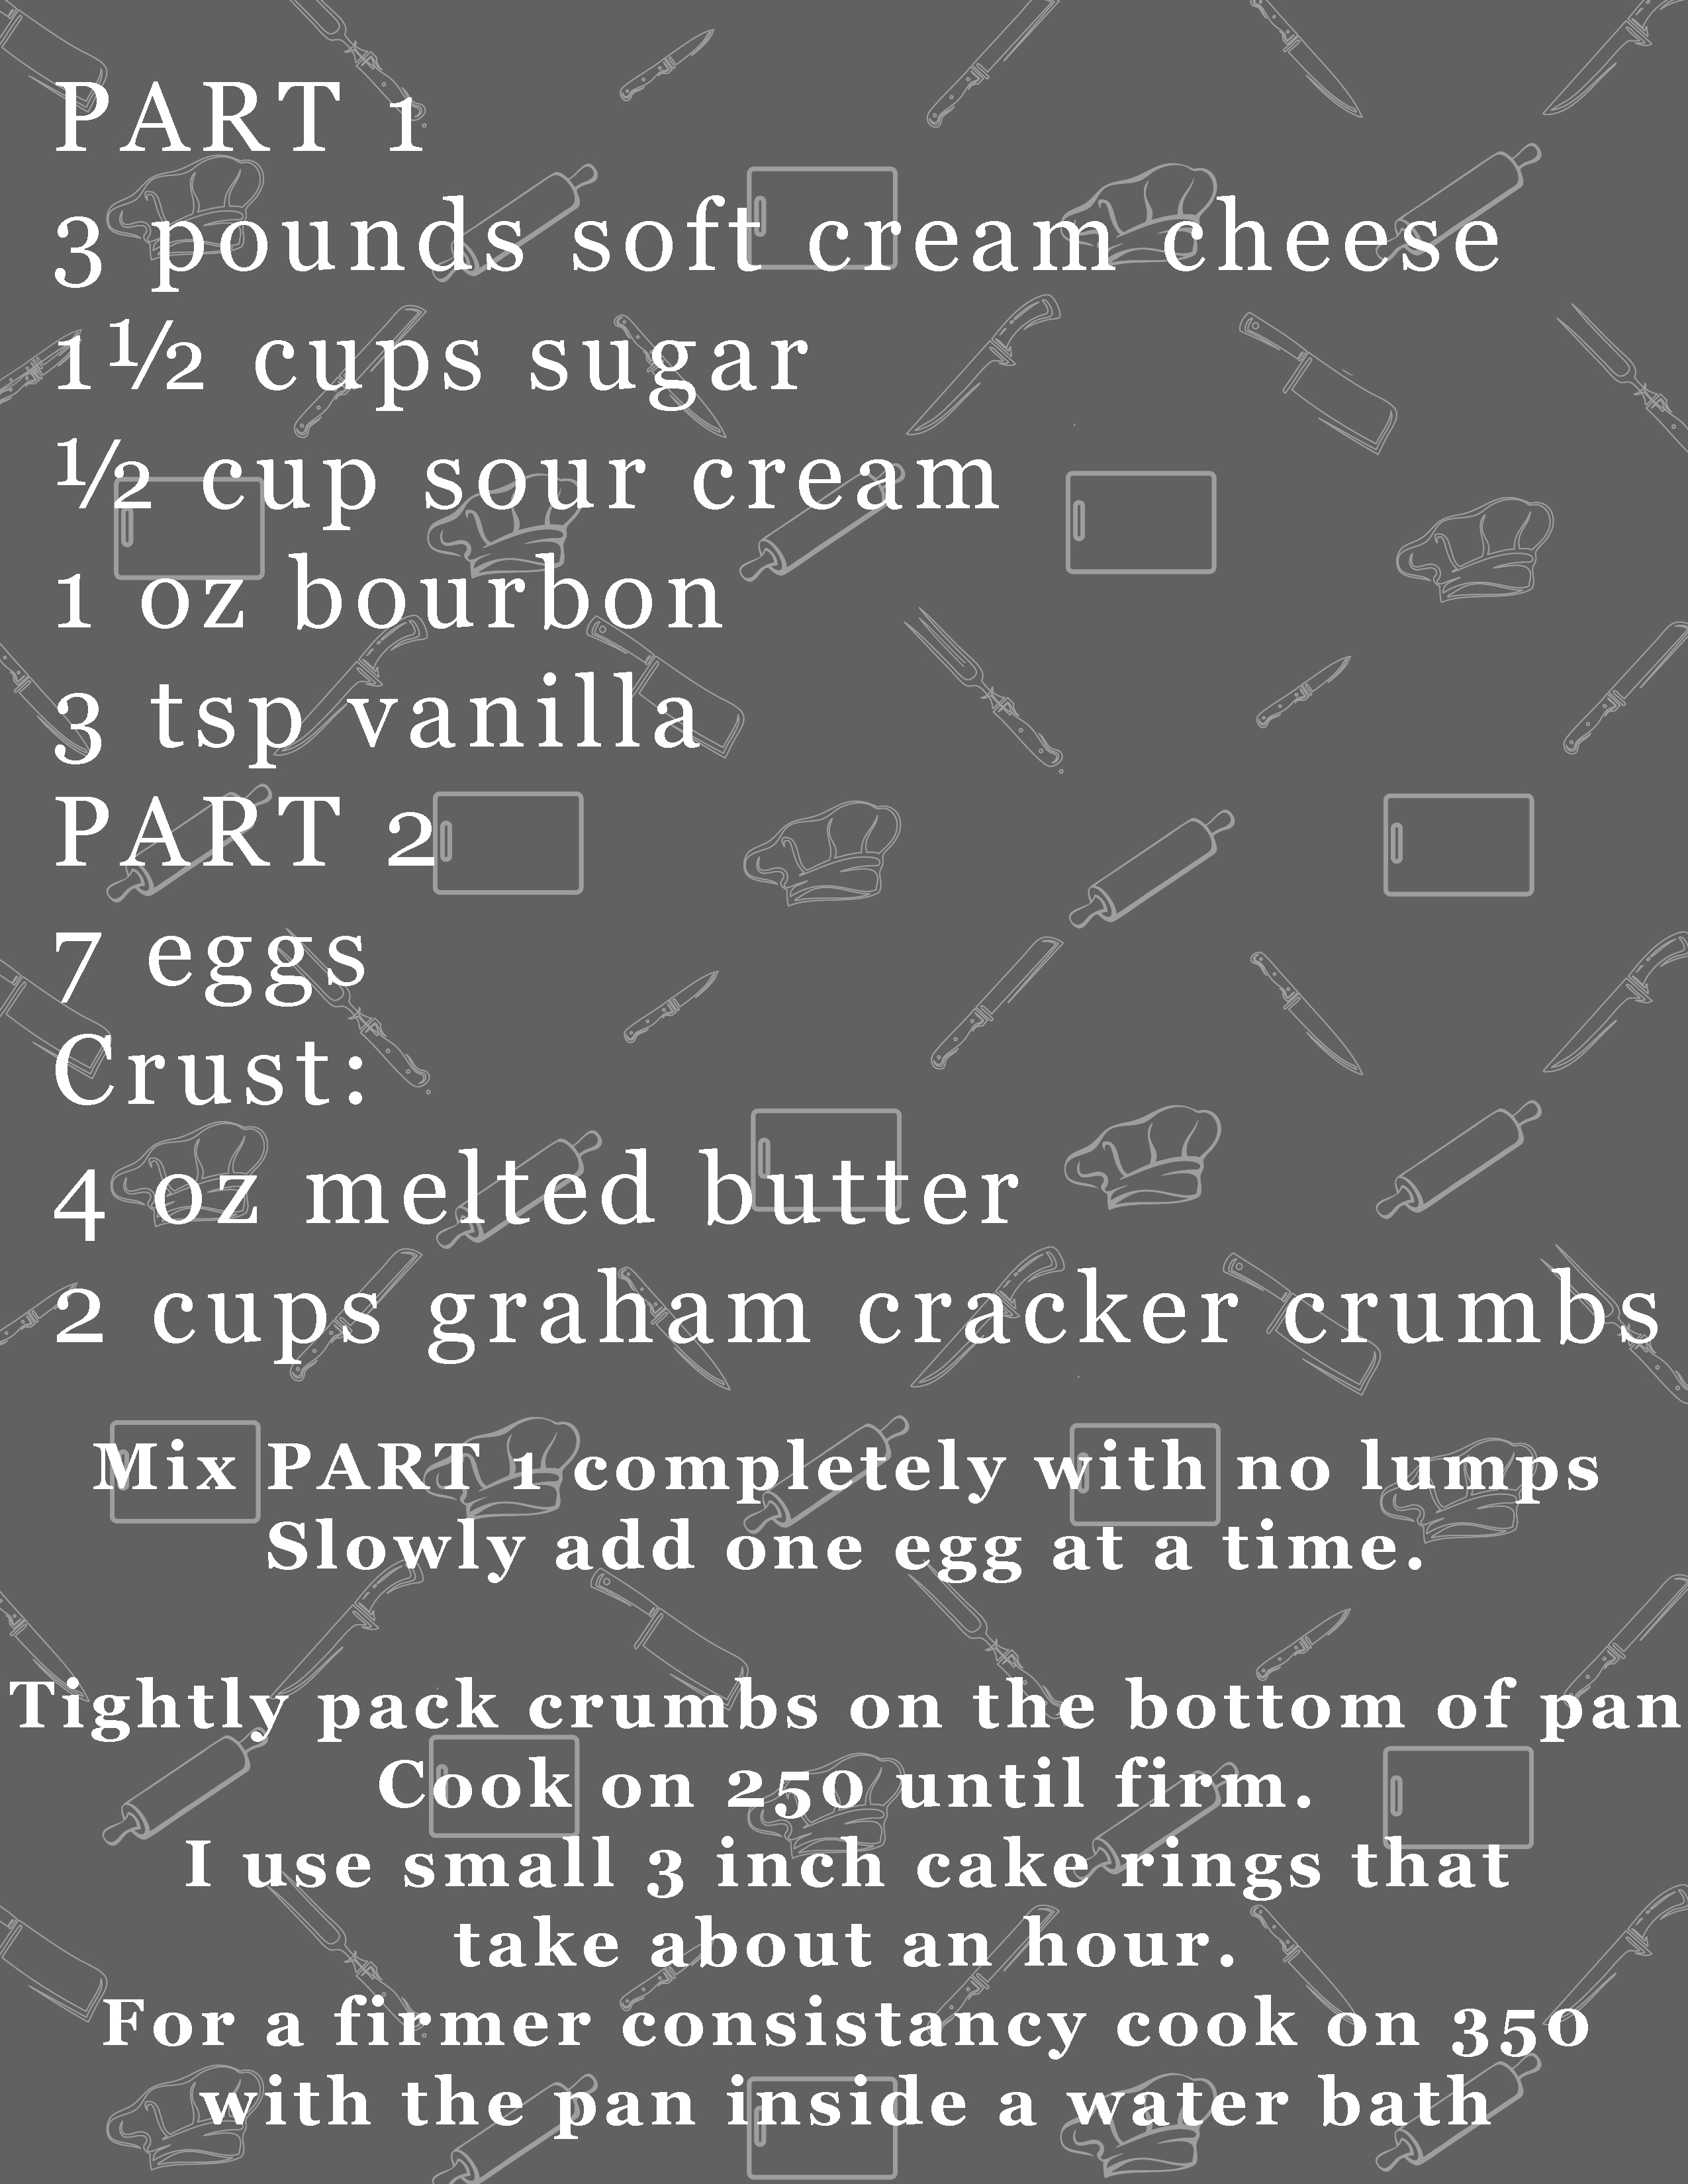 PART 1
3 pounds soft cream cheese
1½ cups sugar
½ cup sour cream
1 oz bourbon
3 tsp vanilla
PART 2
7 eggs
Crust:
4 oz melted butter
2 cups graham cracker crumbs
Mix PART 1 completely with no lumps
Slowly add one egg at a time.
Tightly pack crumbs on the bottom of pan
Cook on 250 until firm.
I use small 3 inch cake rings that
take about an hour.
For a firmer consistancy cook on 350
with the pan inside a water bath